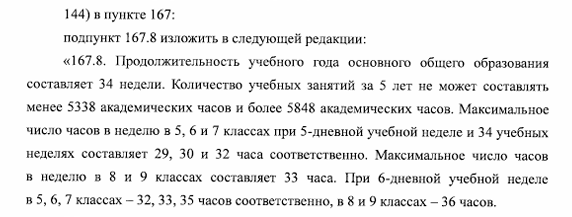 144) в пункте 167:
подпункт 167.8 изложить в следующей редакции:
«167.8. Продолжительность учебного года основного общего образования
составляет 34 недели. Количество учебных занятий за 5 лет не может составлять
менее 5338 академических часов и более 5848 академических часов. Максимальное
число часов в неделю в 5, 6 и 7 классах при 5-дневной учебной неделе и 34 учебных
неделях составляет 29, 30 и 32 часа соответственно. Максимальное число часов
в неделю в 8 и 9 классах составляет 33 часа. При 6-дневной учебной неделе
в 5, 6, 7 классах – 32, 33, 35 часов соответственно, в 8 и 9 классах – 36 часов.